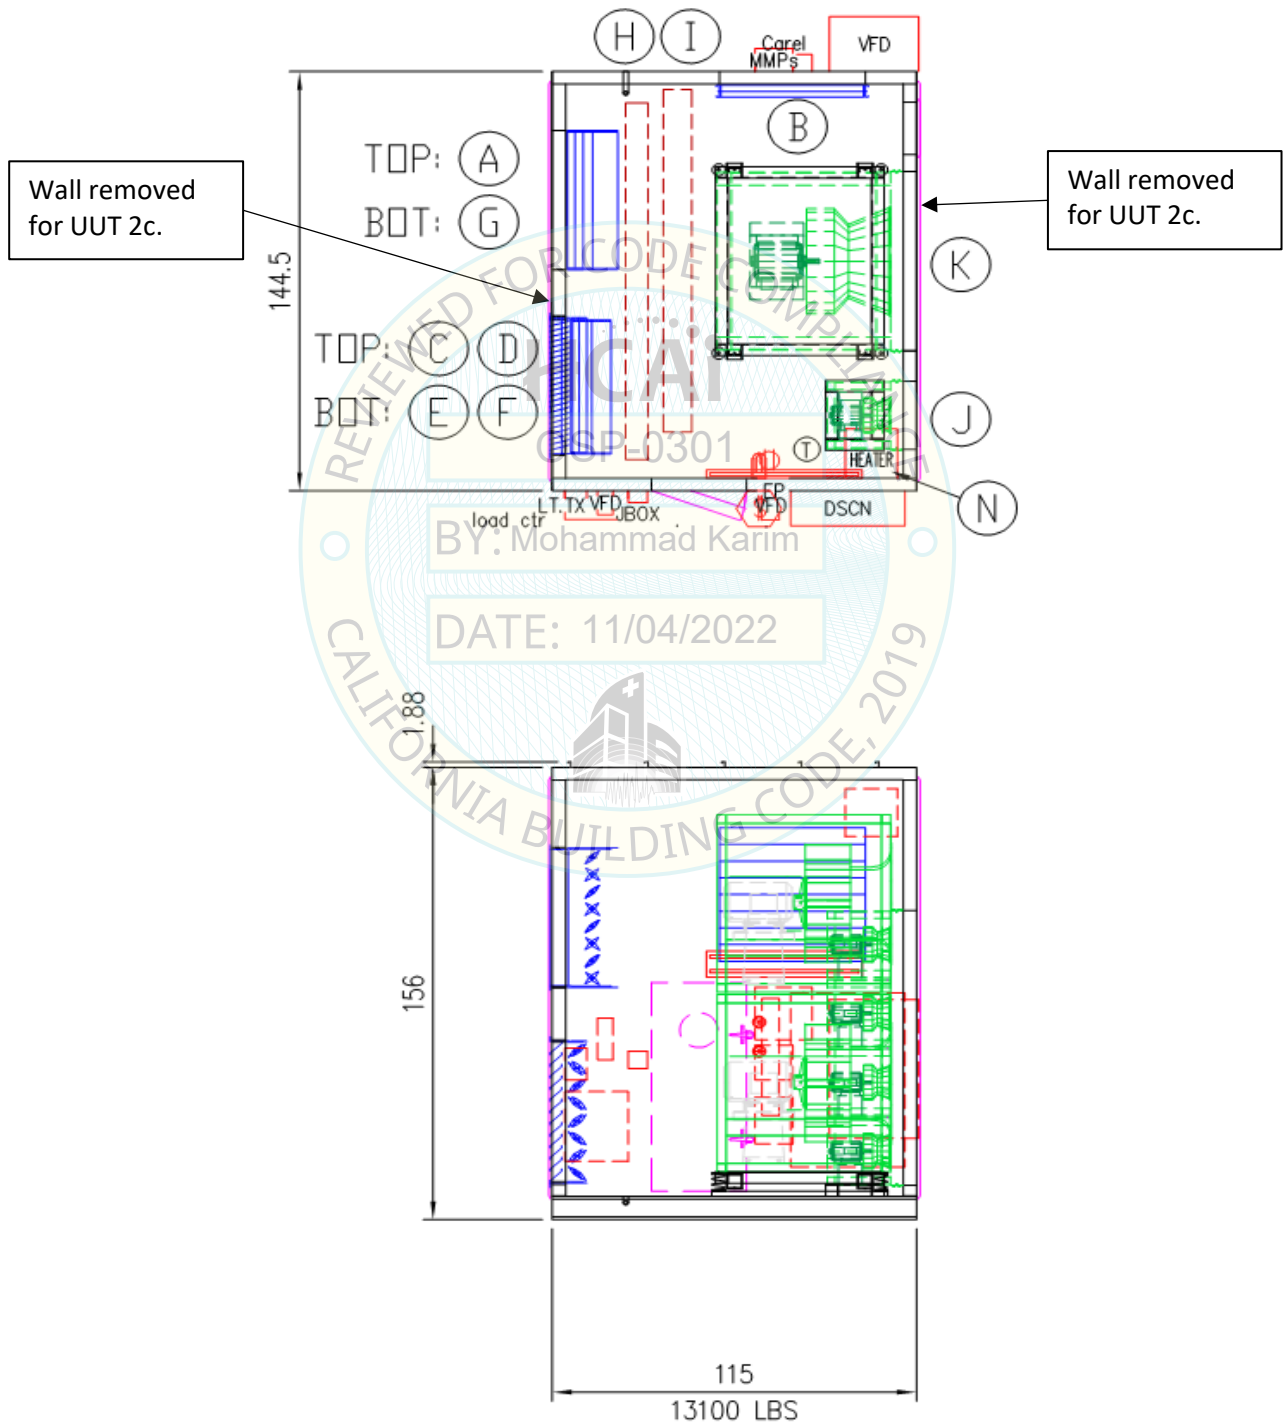 H I
Carel
MMPs
VFD
B
TOP: A
BOT: G
Wall removed
for UUT 2c.
Wall removed
for UUT 2c.
144.5
K
TOP: C D
BOT: E F
J
T
HEATER
N
LT. TX VFD
load ctr
JBOX
EP
VFD
DSCN
REVIEWED FOR CODE COMPLIANCE
HCAI
OSP-0301
BY: Mohammad Karim
DATE: 11/04/2022
CALIFORNIA BUILDING CODE, 2019
1.88
156
115
13100 LBS